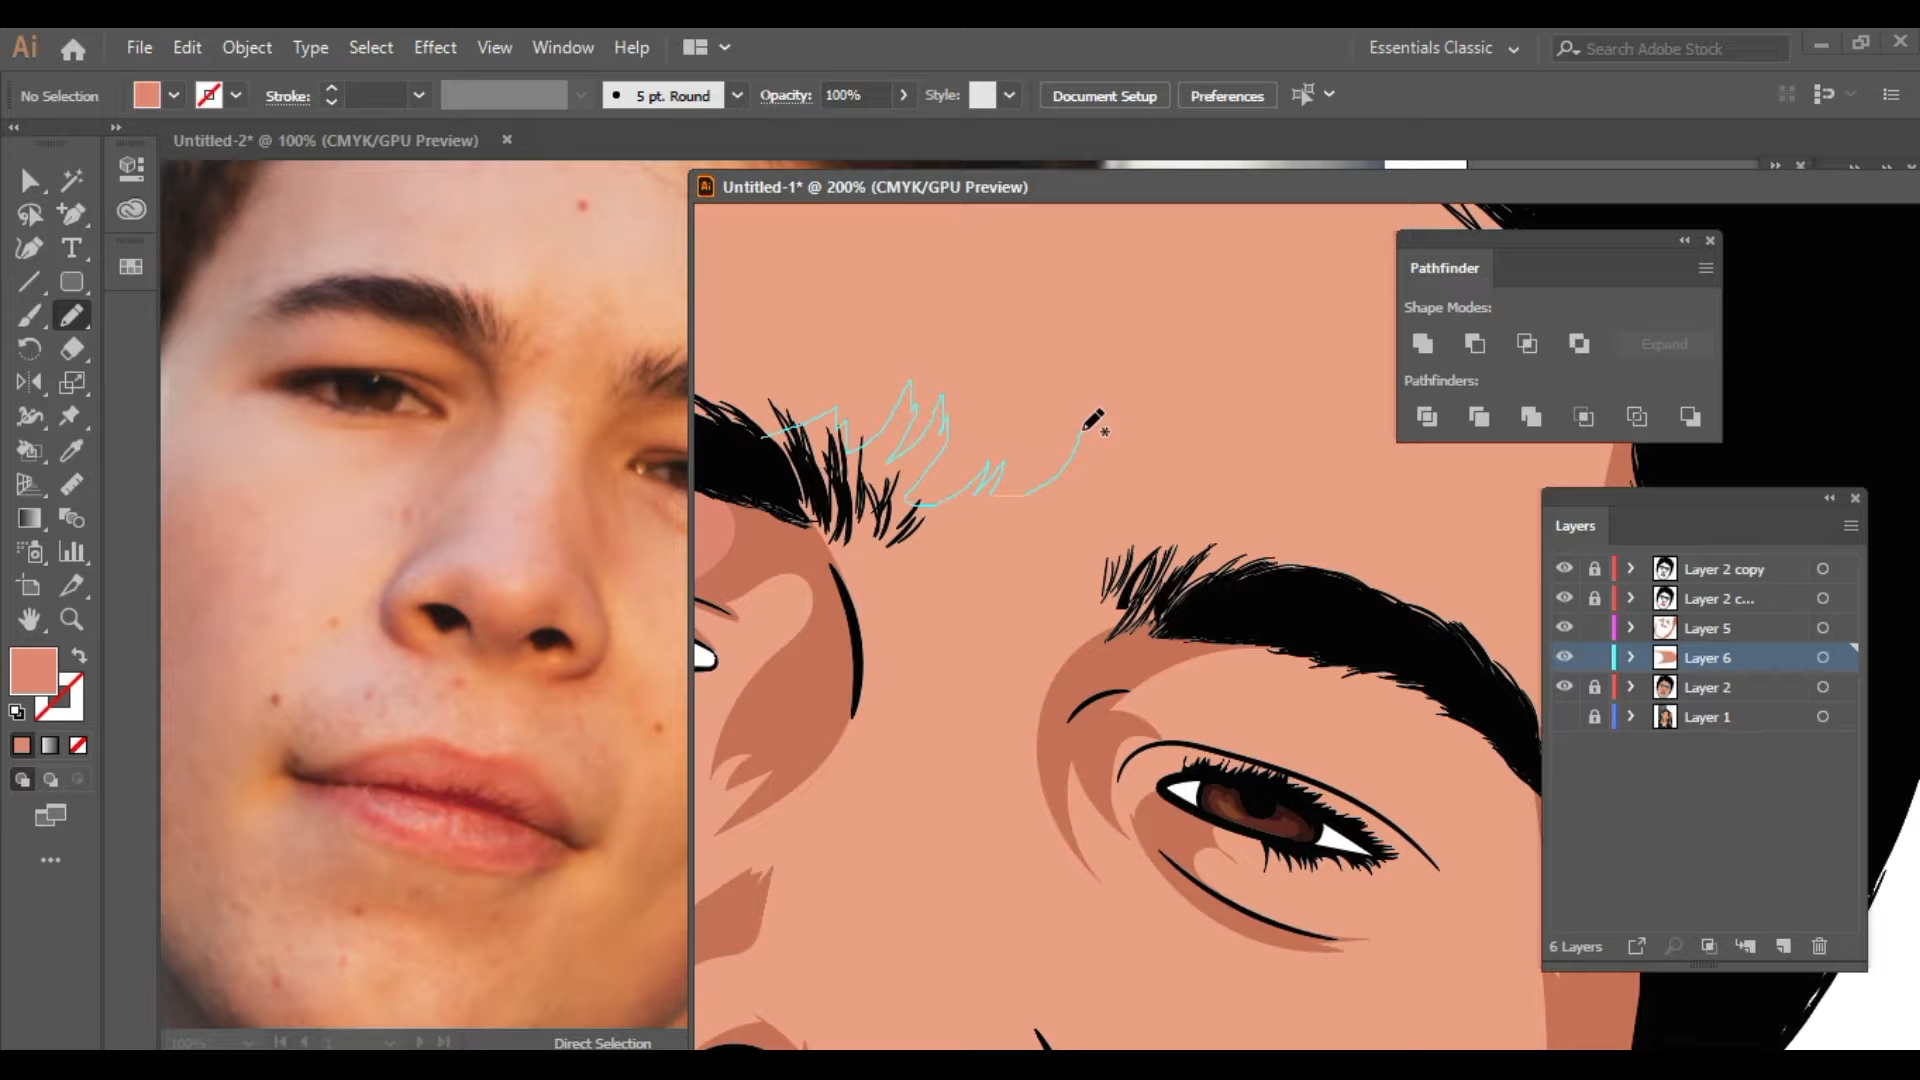 Ai File Edit Object Type Select Effect View Window Help Essentials Classic Search Adobe Stock
No Selection Stroke: 5 pt. Round Opacity: 100% Style: Document Setup Preferences
Untitled-2* @ 100% (CMYK/GPU Preview)
Ai Untitled-1* @ 200% (CMYK/GPU Preview)
Pathfinder
Shape Modes:
Expand
Pathfinders:
Layers
Layer 2 copy
Layer 2 c...
Layer 5
Layer 6
Layer 2
Layer 1
6 Layers
100% Direct Selection